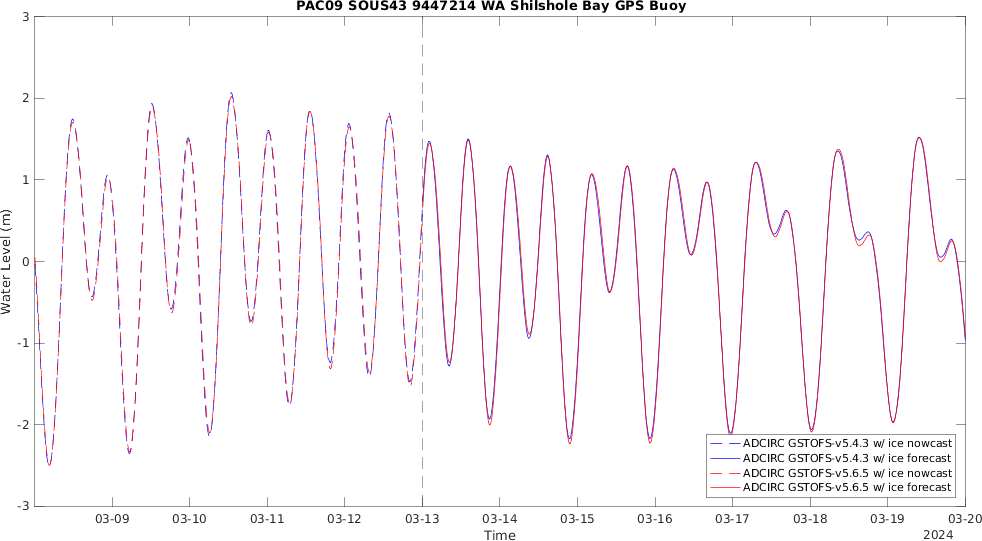 PAC09 SOUS43 9447214 WA Shilshole Bay GPS Buoy
3
2
1
0
-1
-2
-3
Water Level (m)
ADCIRC GSTOFS-v5.4.3 w/ ice nowcast
ADCIRC GSTOFS-v5.4.3 w/ ice forecast
ADCIRC GSTOFS-v5.6.5 w/ ice nowcast
ADCIRC GSTOFS-v5.6.5 w/ ice forecast
03-09 03-10 03-11 03-12 03-13 03-14 03-15 03-16 03-17 03-18 03-19 03-20
Time
2024